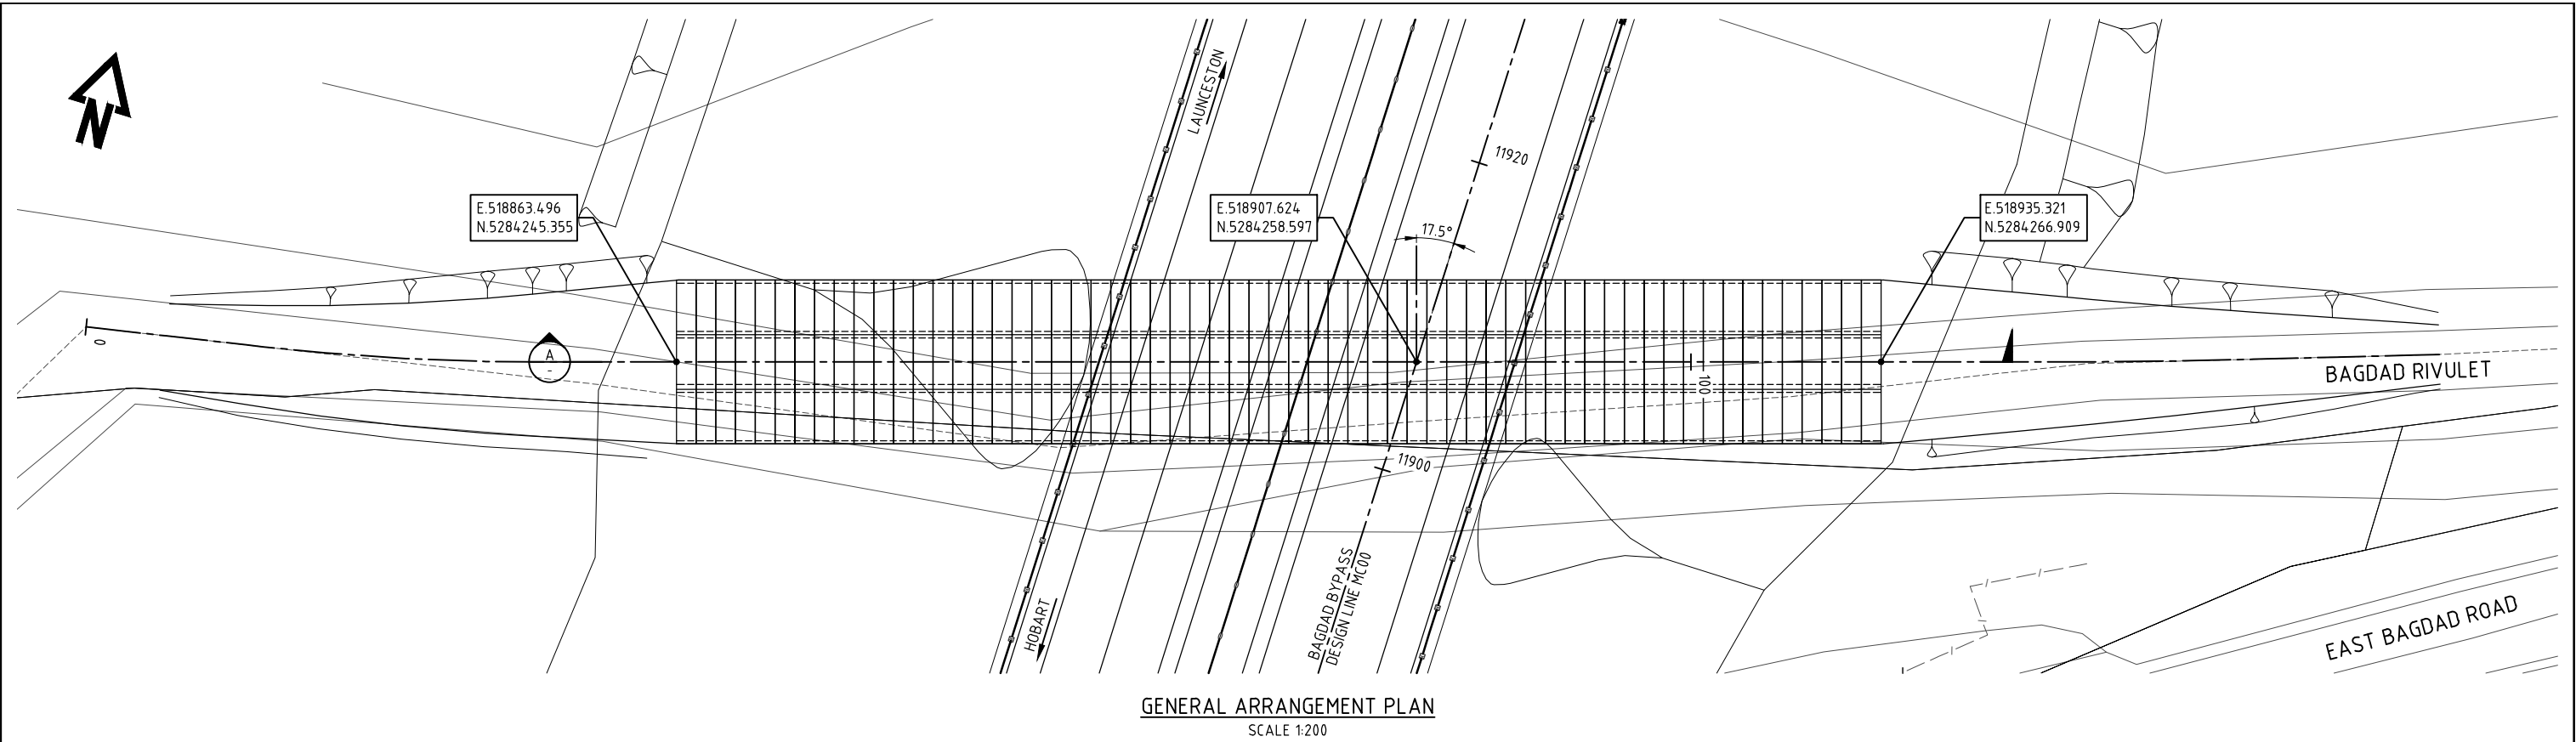 N
LAUNCESTON
11920
E.518863.496
N.5284245.355
E.518907.624
N.5284258.597
E.518935.321
N.5284266.909
17.5°
0
A
-
100
BAGDAD RIVULET
11900
BAGDAD BYPASS
DESIGN LINE MC00
HOBART
EAST BAGDAD ROAD
GENERAL ARRANGEMENT PLAN
SCALE 1:200